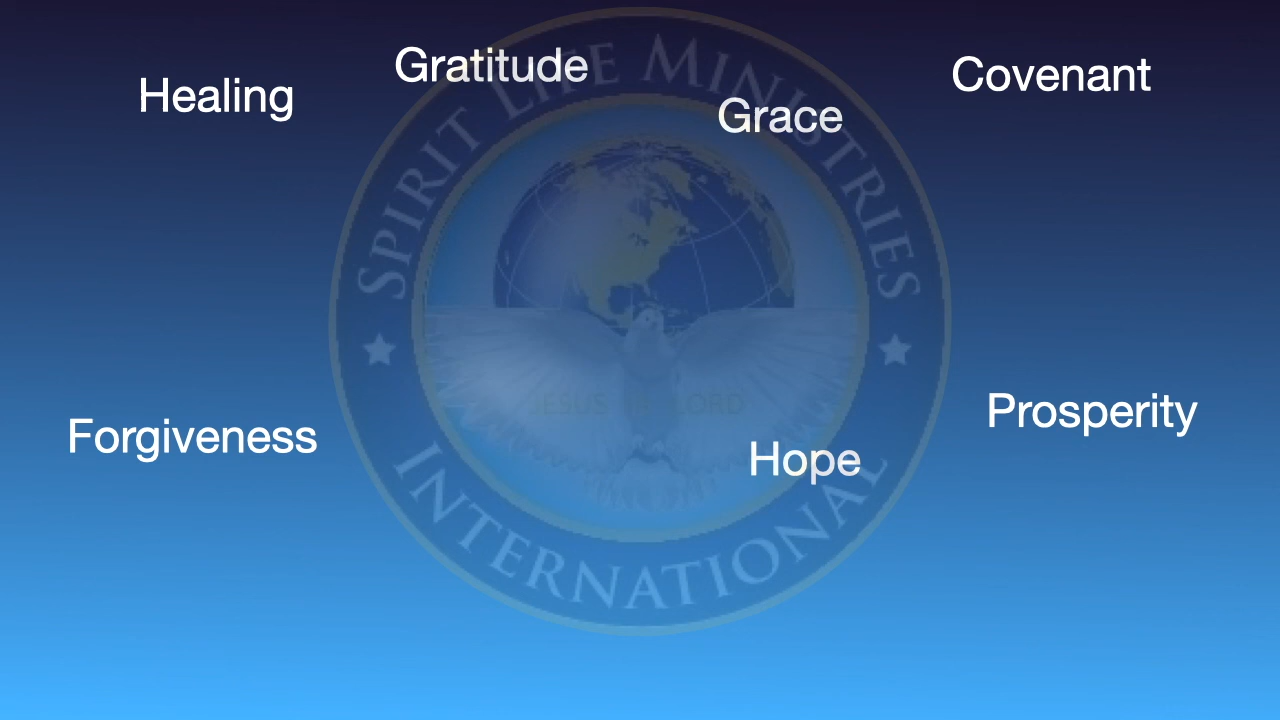 Gratitude
Covenant
Healing
Grace
SPIRIT LIFE MINISTRIES
JESUS IS LORD
Prosperity
Forgiveness
Hope
INTERNATIONAL